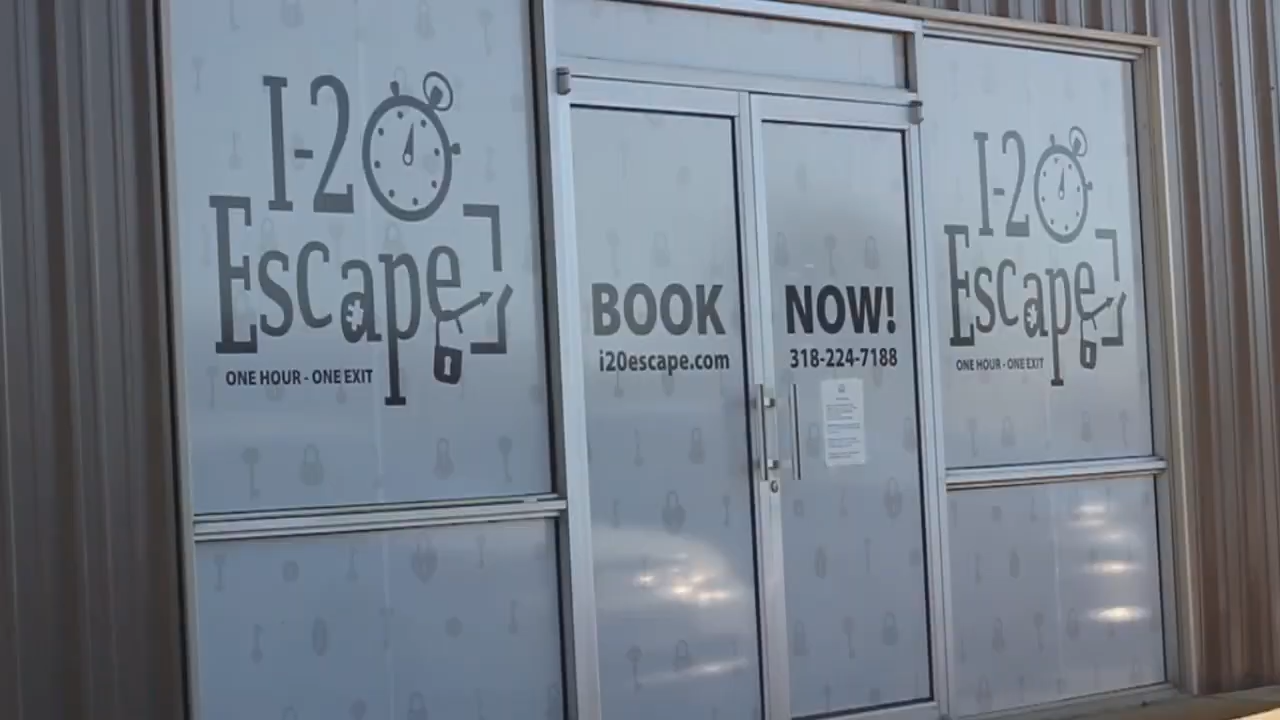 I-20
Escape
ONE HOUR - ONE EXIT
BOOK NOW!
i20escape.com
318-224-7188
I-20
Escape
ONE HOUR - ONE EXIT